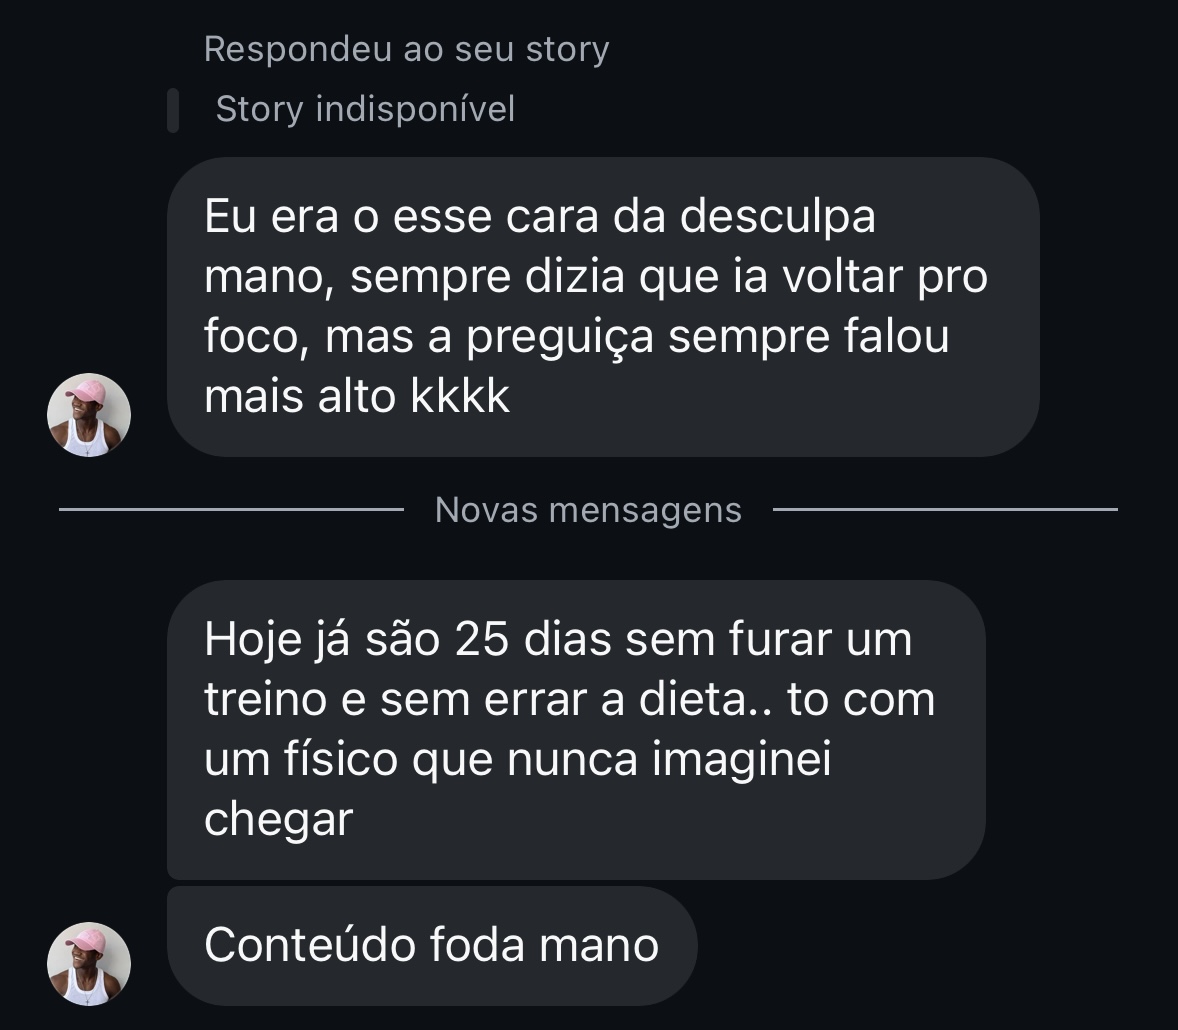 Respondeu ao seu story
Story indisponível
Eu era o esse cara da desculpa
mano, sempre dizia que ia voltar pro
foco, mas a preguiça sempre falou
mais alto kkkk
Novas mensagens
Hoje já são 25 dias sem furar um
treino e sem errar a dieta.. to com
um físico que nunca imaginei
chegar
Conteúdo foda mano